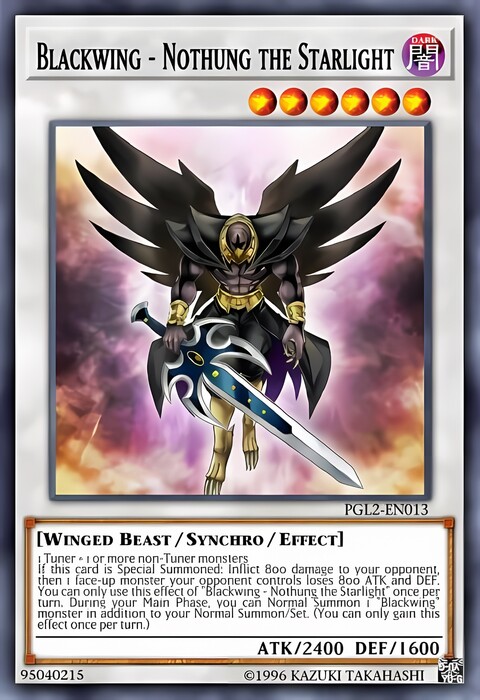 BLACKWING - NOTHUNG THE STARLIGHT
DARK
闇
PGL2-EN013
[WINGED BEAST / SYNCHRO / EFFECT]
1 Tuner + 1 or more non-Tuner monsters
If this card is Special Summoned: Inflict 800 damage to your opponent,
then 1 face-up monster your opponent controls loses 800 ATK and DEF.
You can only use this effect of "Blackwing - Nothung the Starlight" once per
turn. During your Main Phase, you can Normal Summon 1 "Blackwing"
monster in addition to your Normal Summon/Set. (You can only gain this
effect once per turn.)
ATK/2400 DEF/1600
95040215
©1996 KAZUKI TAKAHASHI